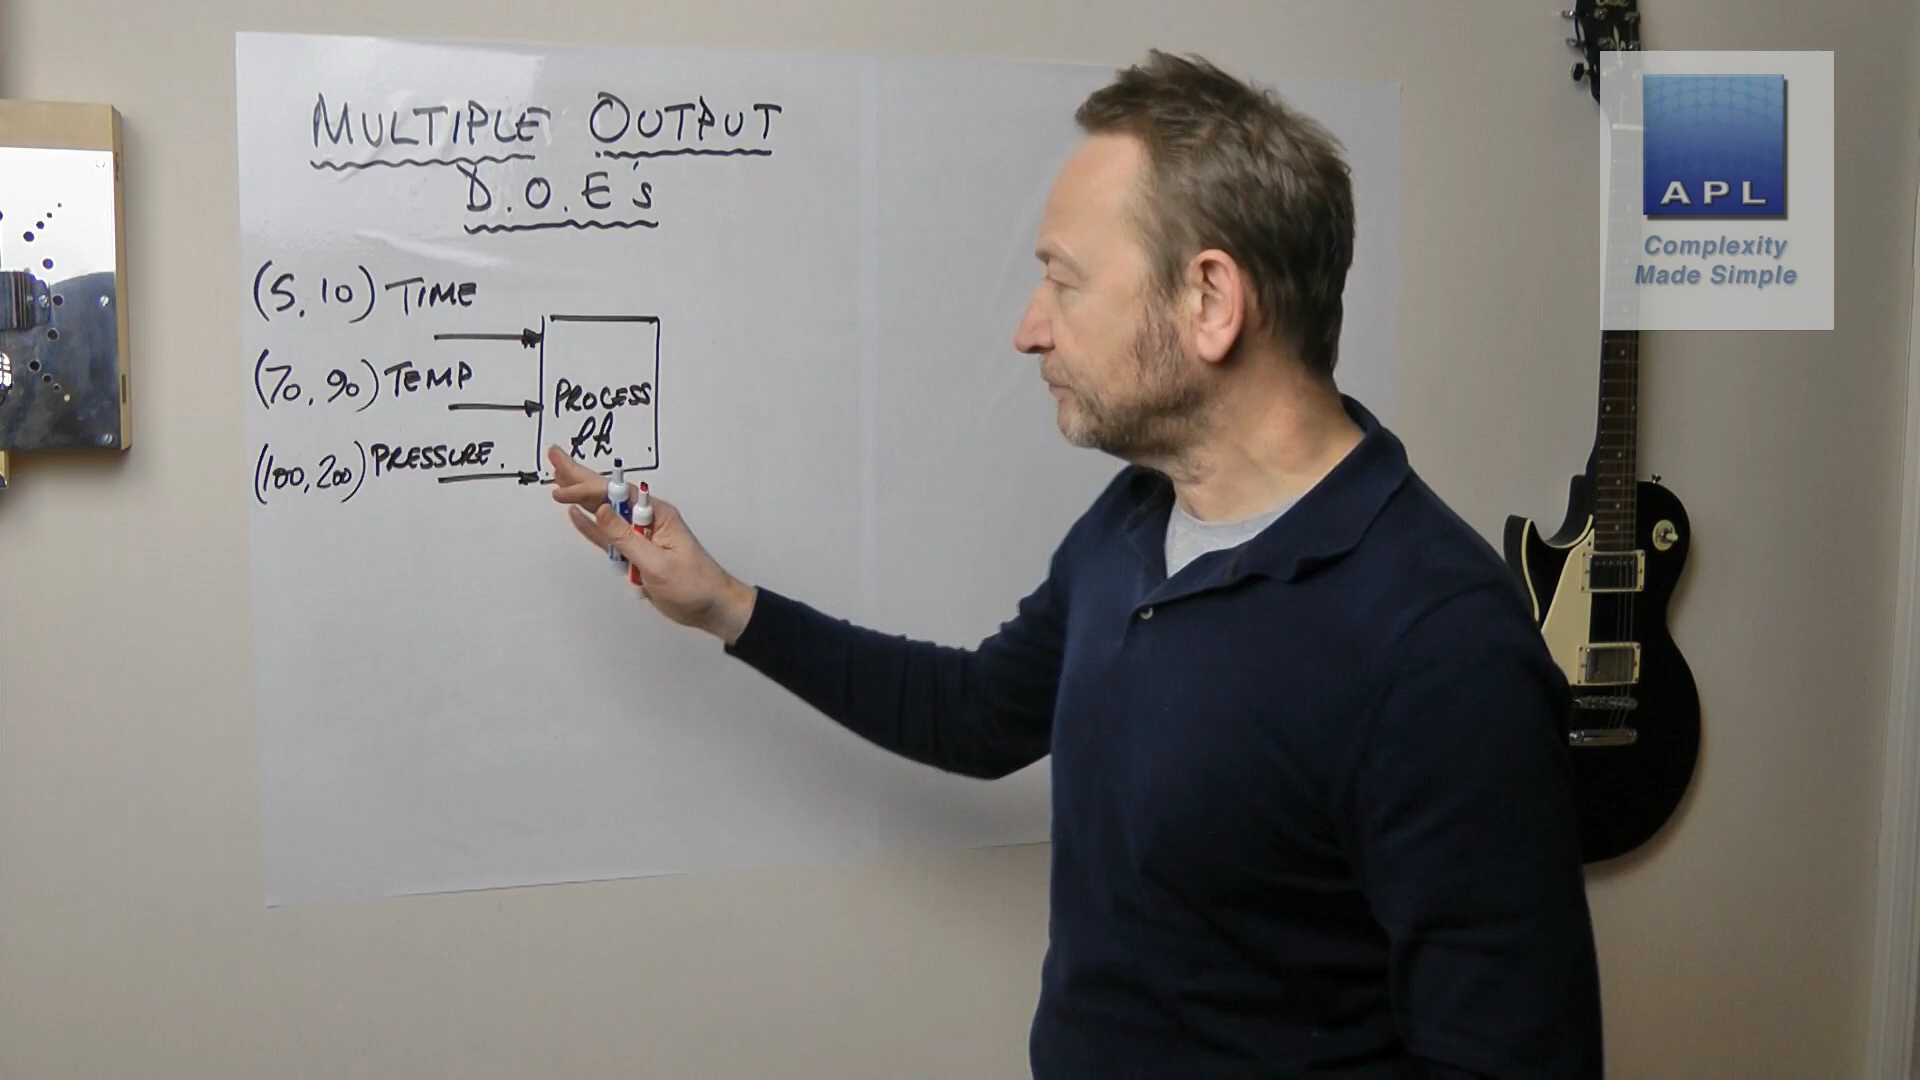 MULTIPLE OUTPUT
D.O.E's
(5, 10) TIME
(70, 90) TEMP
(100, 200) PRESSURE.
PROCESS
££
APL
Complexity
Made Simple